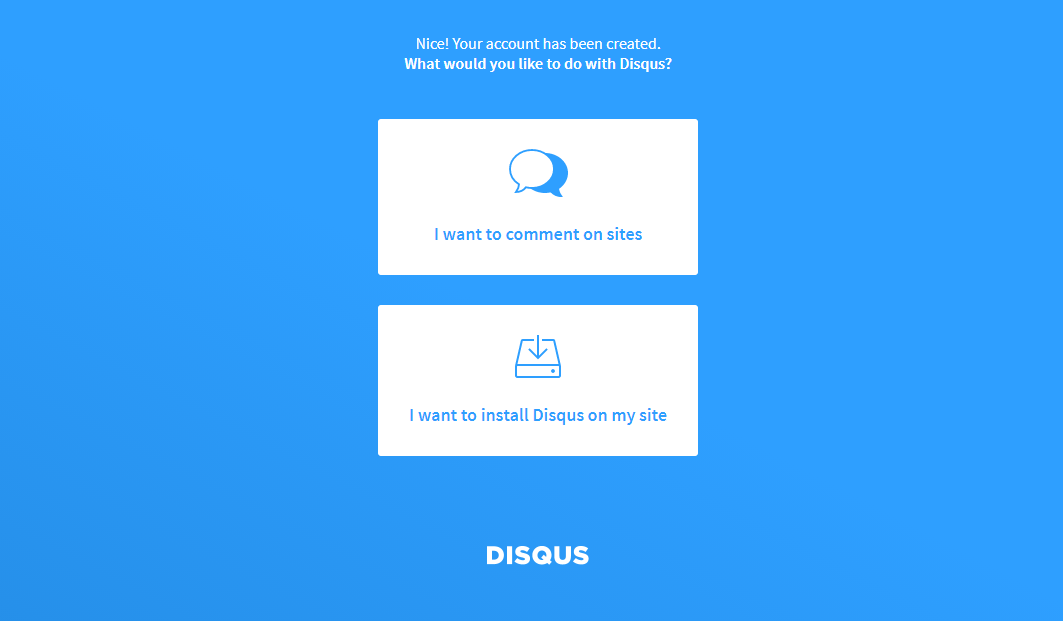 Nice! Your account has been created.
What would you like to do with Disqus?
I want to comment on sites
I want to install Disqus on my site
DISQUS